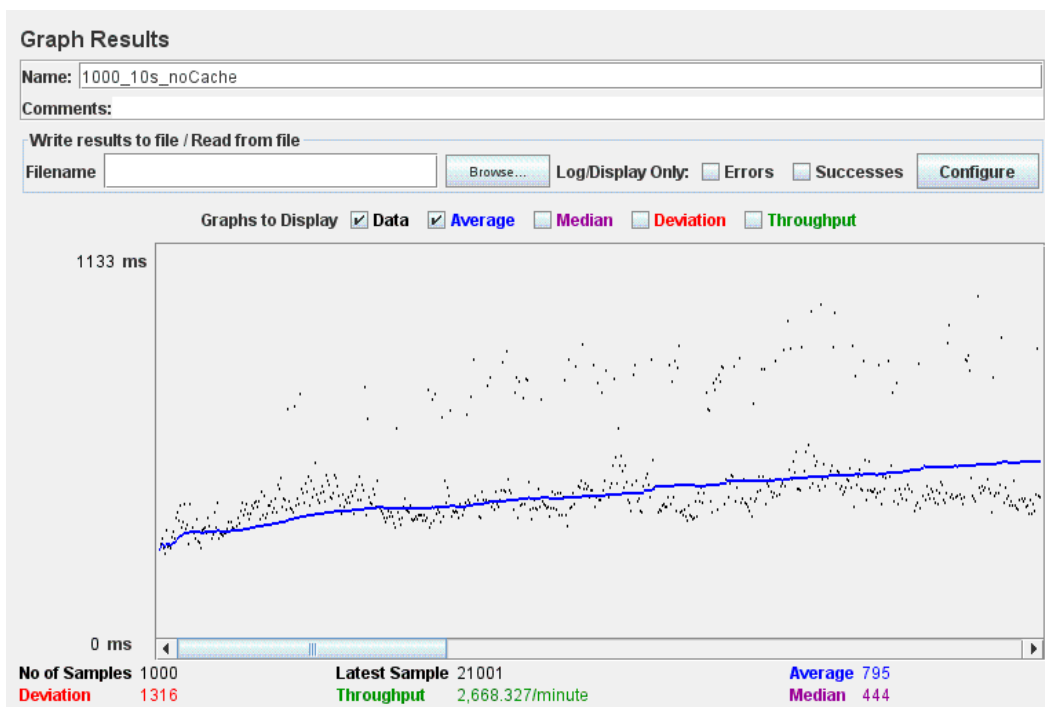 Graph Results
Name: 1000_10s_noCache
Comments:
Write results to file / Read from file
Filename Browse... Log/Display Only: Errors Successes Configure
Graphs to Display Data Average Median Deviation Throughput
1133 ms
0 ms
No of Samples 1000 Latest Sample 21001 Average 795
Deviation 1316 Throughput 2,668.327/minute Median 444